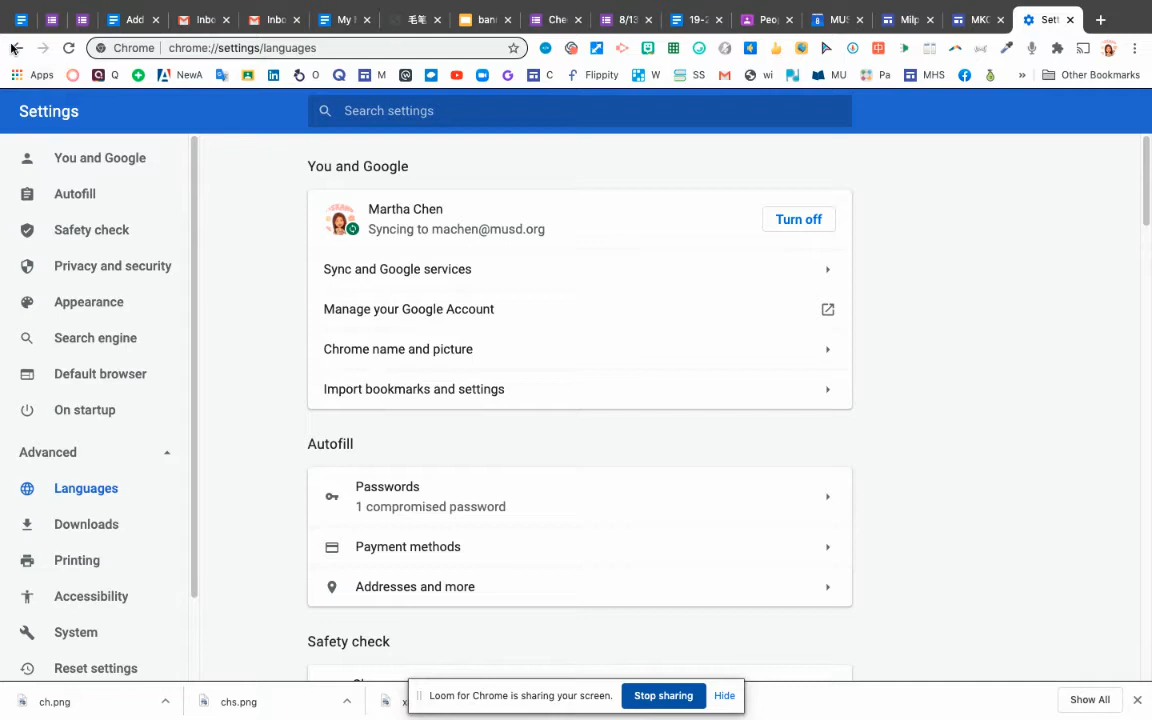 Add
Inbo
Inbo
My I
毛笔
bann
Che
8/13
19-2
Peop
MUS
Milp
MKC
Sett
Chrome
chrome://settings/languages
Apps
Q
NewA
O
M
C
Flippity
W
SS
wi
MU
Pa
MHS
»
Other Bookmarks
Settings
Search settings
You and Google
Autofill
Safety check
Privacy and security
Appearance
Search engine
Default browser
On startup
Advanced
Languages
Downloads
Printing
Accessibility
System
Reset settings
You and Google
Martha Chen
Syncing to machen@musd.org
Turn off
Sync and Google services
Manage your Google Account
Chrome name and picture
Import bookmarks and settings
Autofill
Passwords
1 compromised password
Payment methods
Addresses and more
Safety check
ch.png
chs.png
Loom for Chrome is sharing your screen.
Stop sharing
Hide
Show All